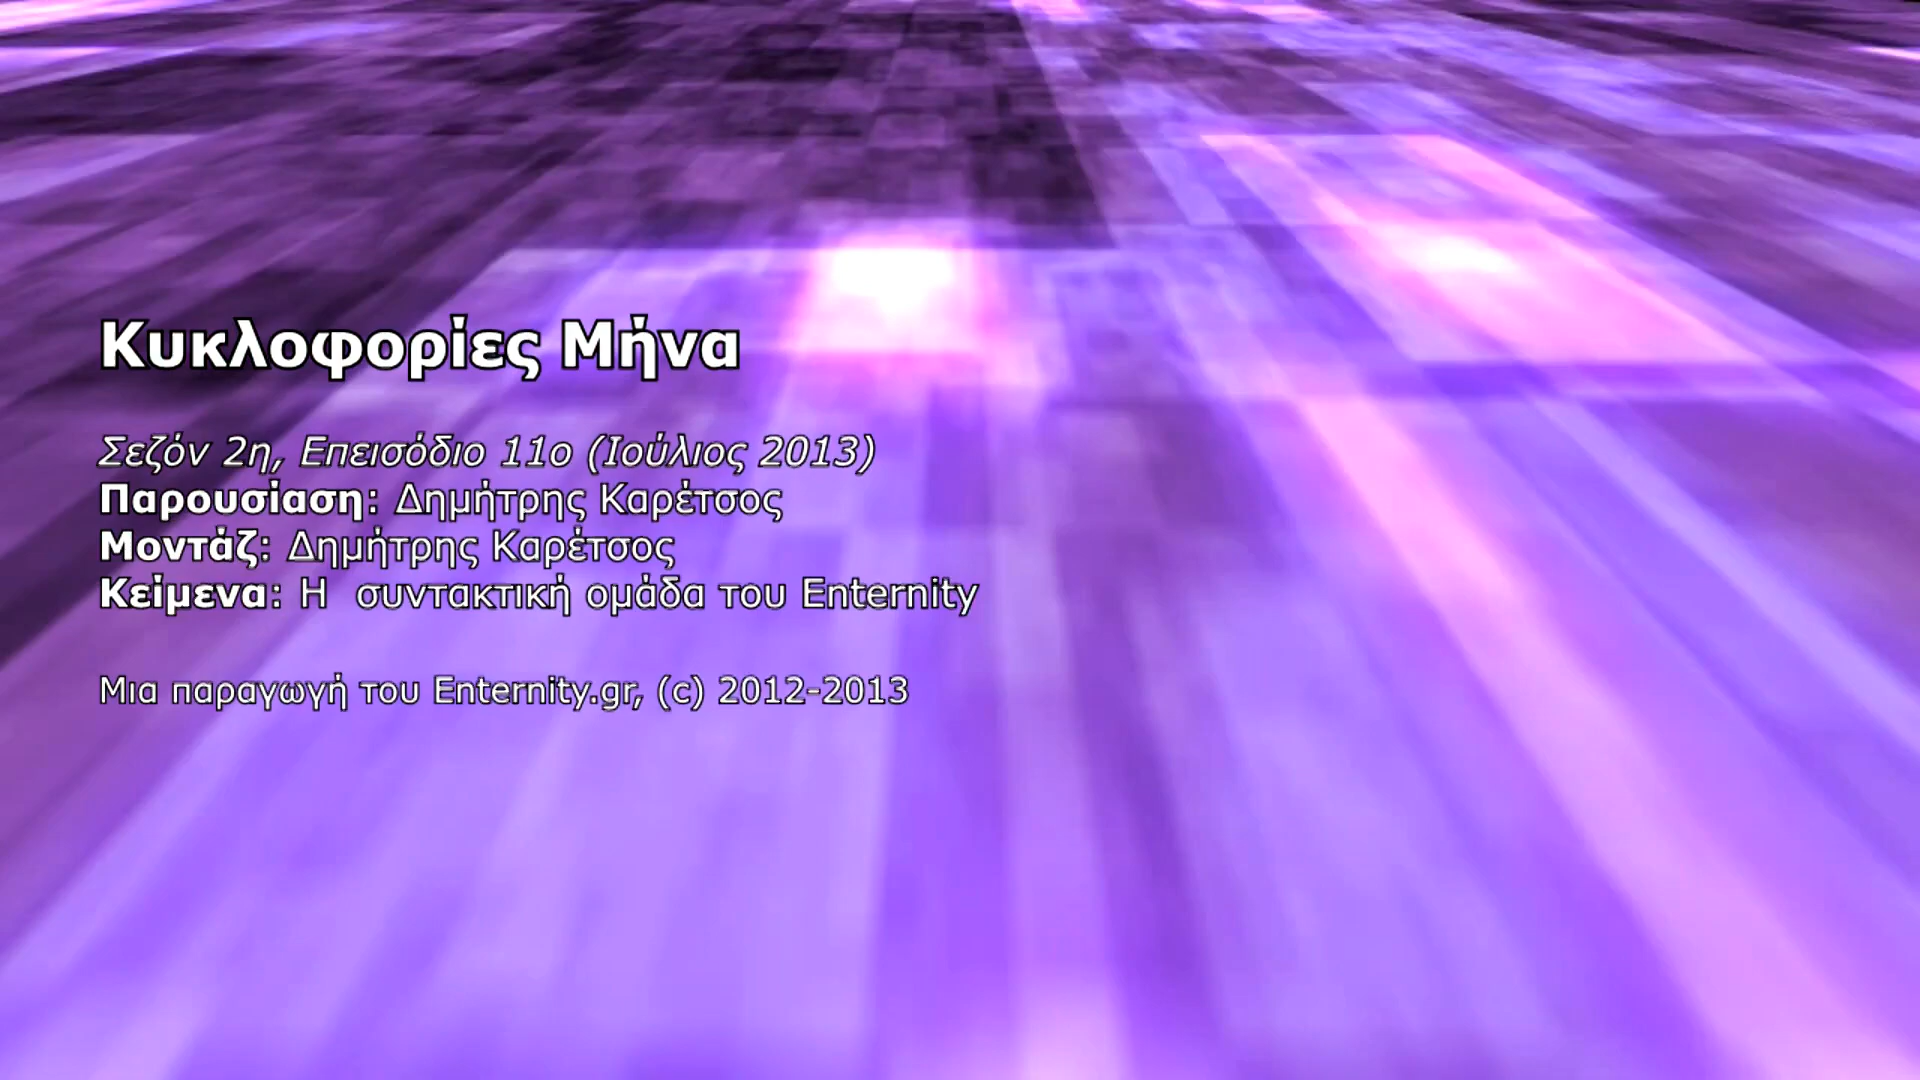 Κυκλοφορίες Μήνα
Σεζόν 2η, Επεισόδιο 11ο (Ιούλιος 2013)
Παρουσίαση: Δημήτρης Καρέτσος
Μοντάζ: Δημήτρης Καρέτσος
Κείμενα: Η  συντακτική ομάδα του Enternity
Μια παραγωγή του Enternity.gr, (c) 2012-2013